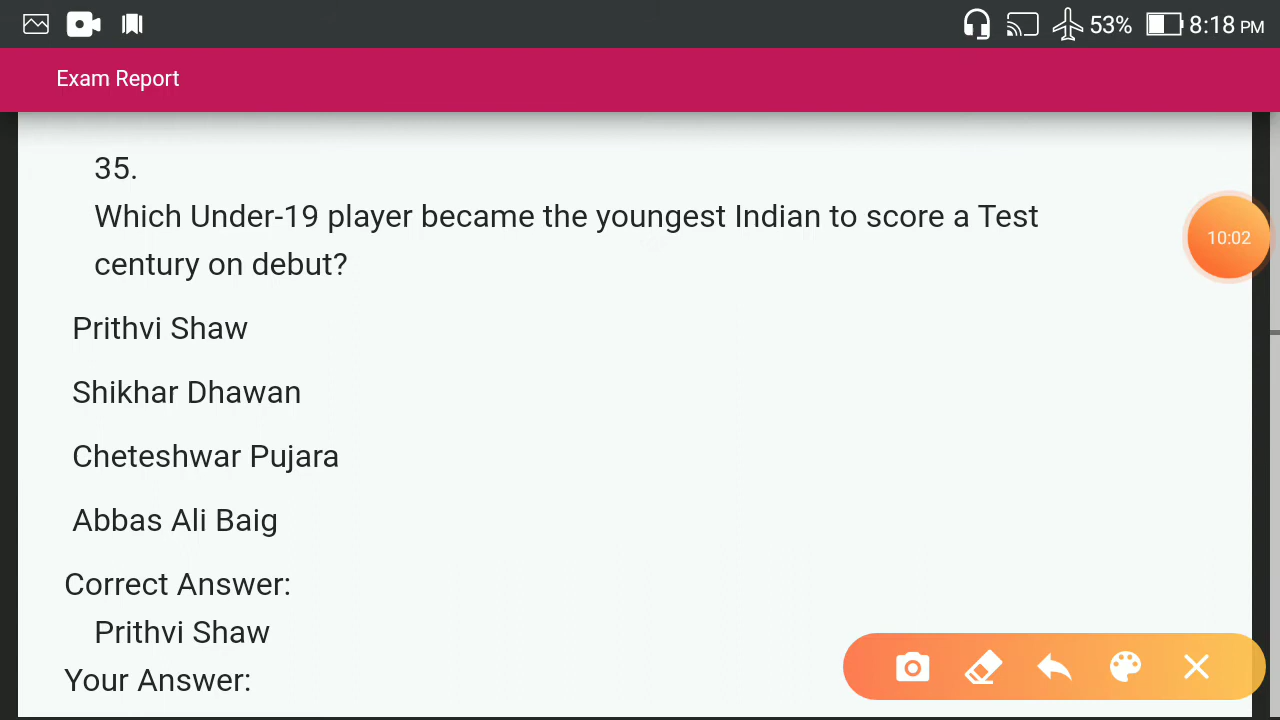 53% 8:18 PM
Exam Report
35.
Which Under-19 player became the youngest Indian to score a Test
century on debut?
10:02
Prithvi Shaw
Shikhar Dhawan
Cheteshwar Pujara
Abbas Ali Baig
Correct Answer:
Prithvi Shaw
Your Answer: